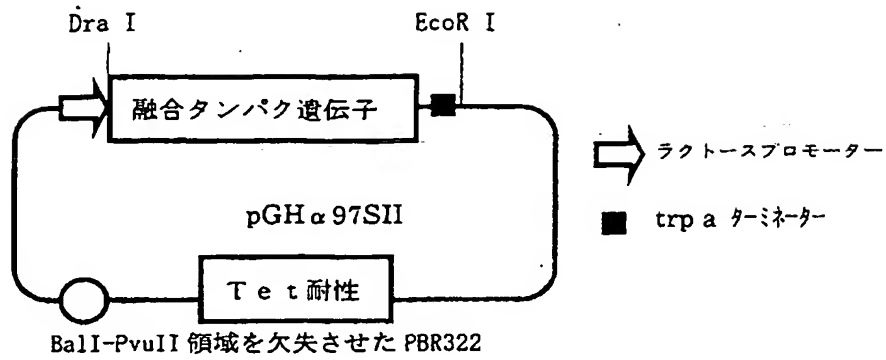 Dra I
EcoR I
融合タンパク遺伝子
ラクトースプロモーター
pGHα97SII
trp a ターミネーター
Tet耐性
BalI-PvuII 領域を欠失させた PBR322